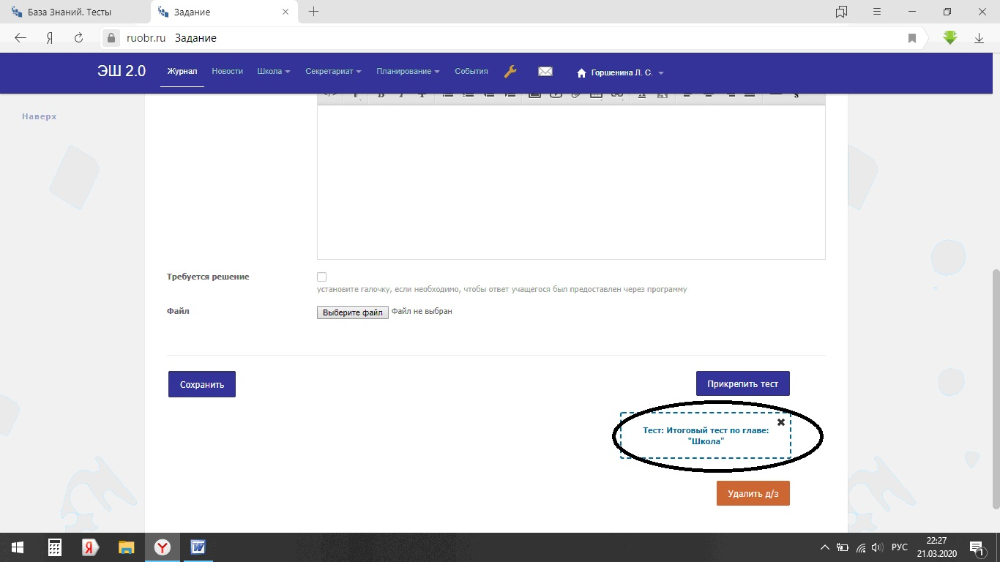 База Знаний. Тесты
Задание
ruobr.ru Задание
ЭШ 2.0 Журнал Новости Школа Секретариат Планирование События Горшенина Л. С.
Наверх
Требуется решение
установите галочку, если необходимо, чтобы ответ учащегося был предоставлен через программу
Файл Выберите файл Файл не выбран
Сохранить Прикрепить тест
Тест: Итоговый тест по главе:
"Школа"
Удалить д/з
РУС 22:27
21.03.2020
1